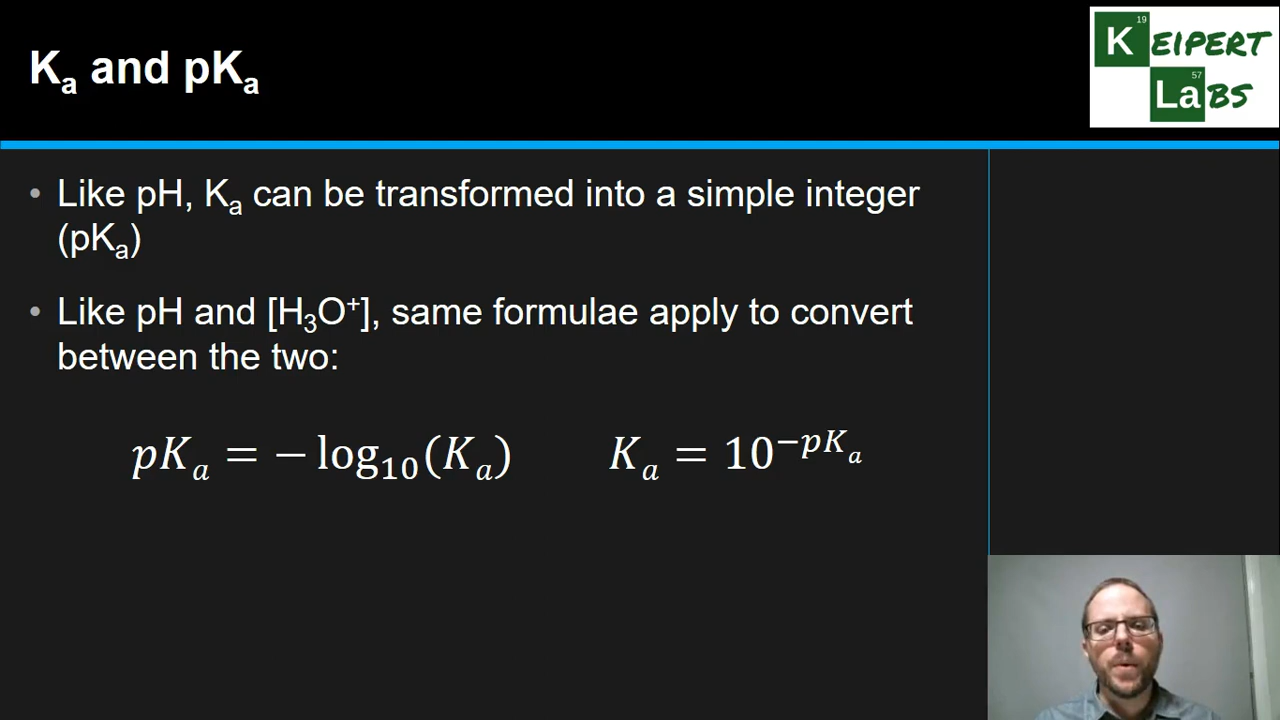 Kₐ and pKₐ
19
K EIPERT
57
La BS
• Like pH, Kₐ can be transformed into a simple integer
(pKₐ)
• Like pH and [H₃O⁺], same formulae apply to convert
between the two:
pKₐ = − log₁₀(Kₐ) Kₐ = 10^(−pKₐ)